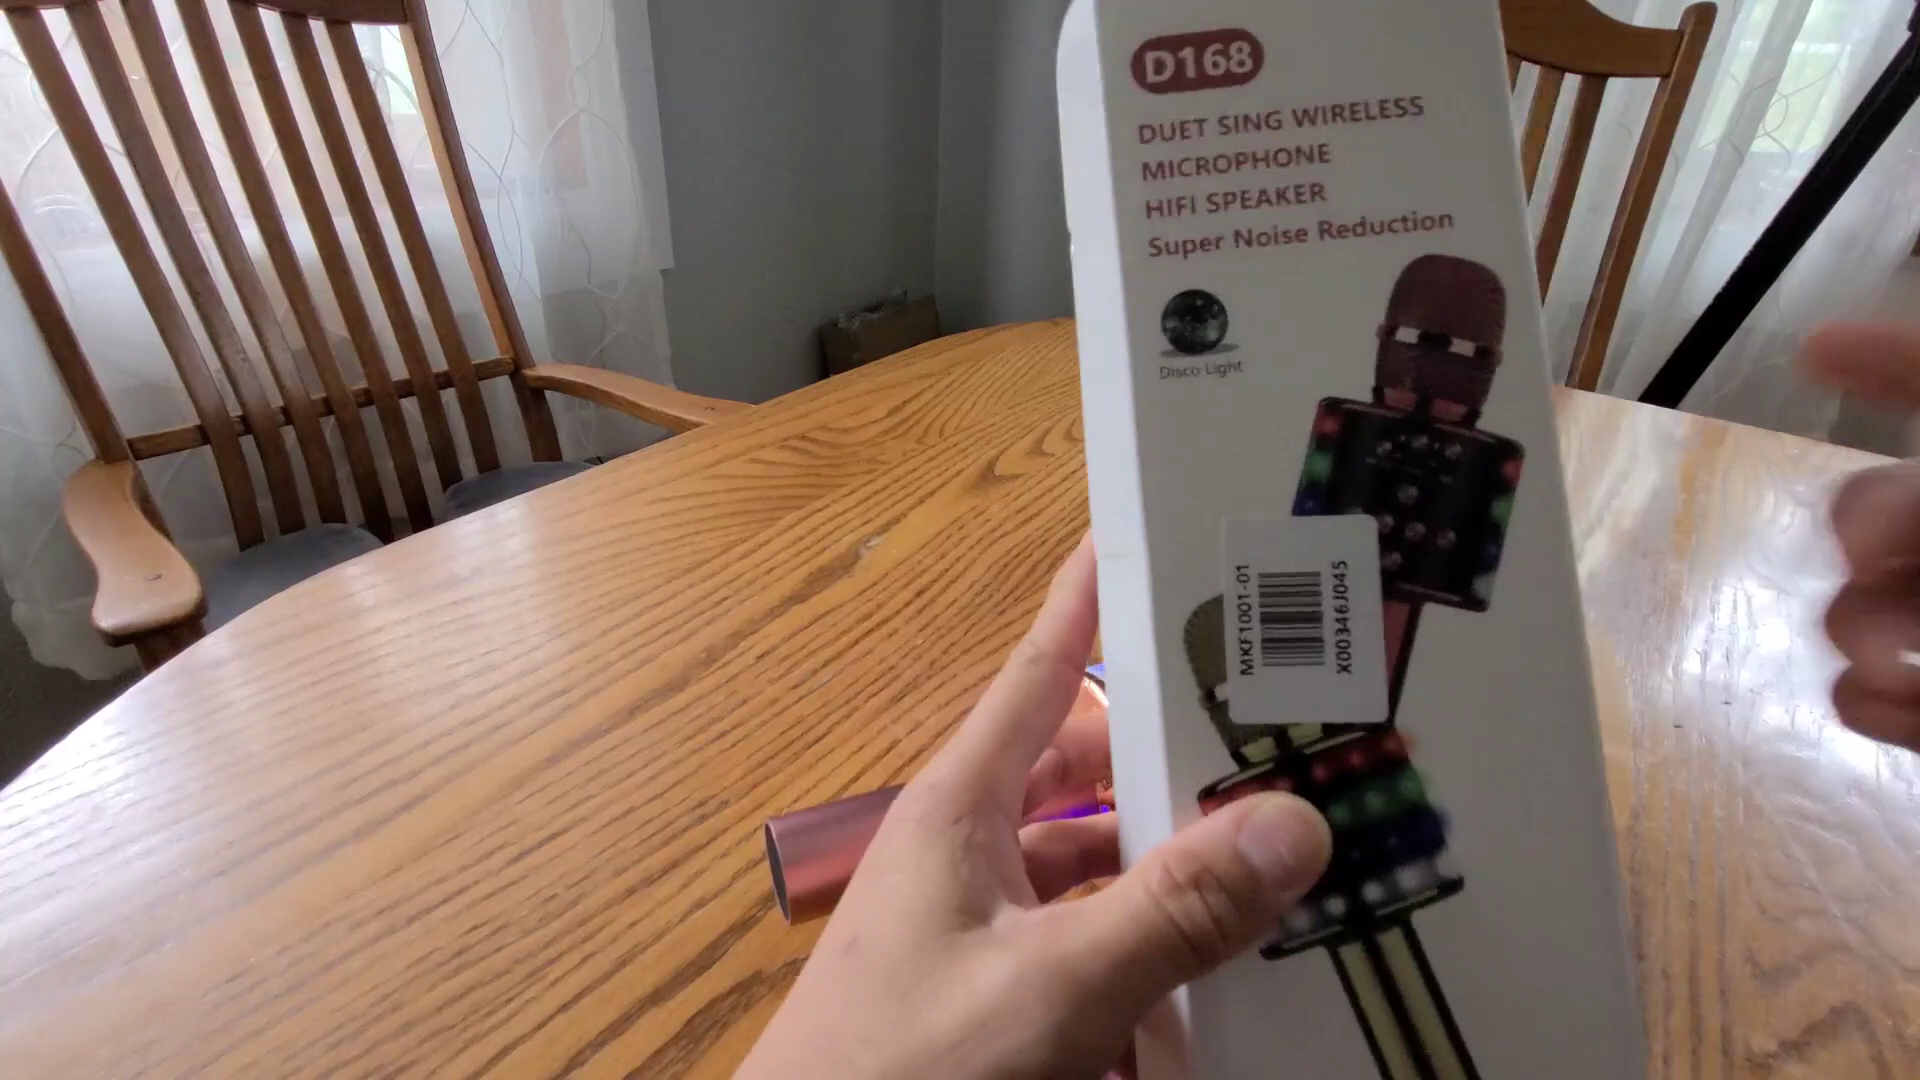 D168
DUET SING WIRELESS
MICROPHONE
HIFI SPEAKER
Super Noise Reduction
Disco Light
MKF1001-01
X00346J045